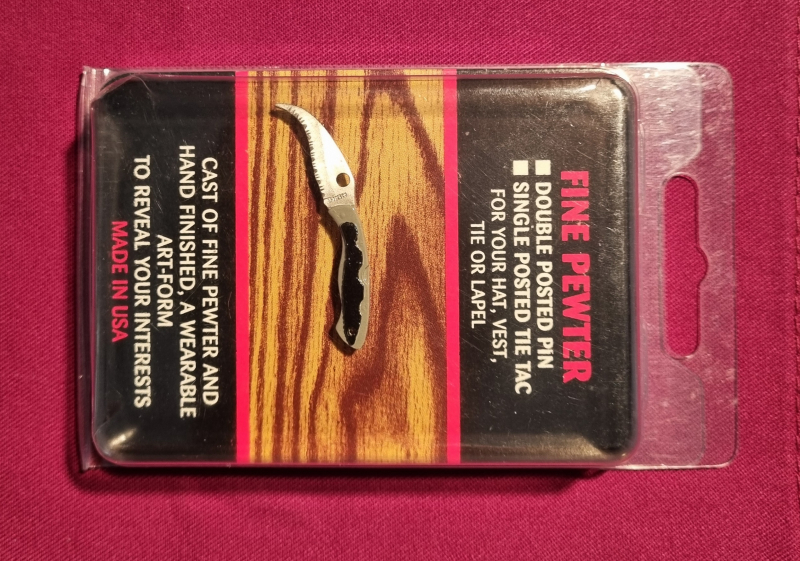 FINE PEWTER
■ DOUBLE POSTED PIN
■ SINGLE POSTED TIE TAC
FOR YOUR HAT, VEST,
TIE OR LAPEL
CAST OF FINE PEWTER AND
HAND FINISHED, A WEARABLE
ART-FORM
TO REVEAL YOUR INTERESTS
MADE IN USA